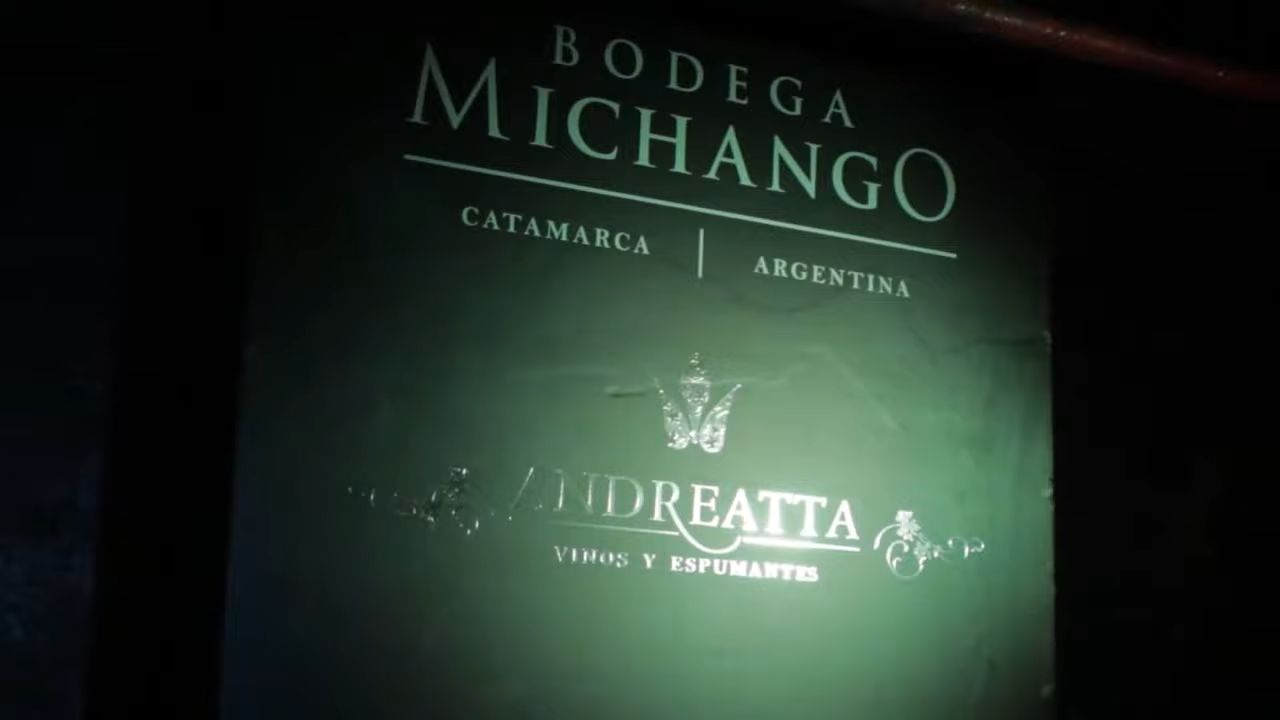 BODEGA
MICHANGO
CATAMARCA | ARGENTINA
ANDREATTA
VINOS Y ESPUMANTES